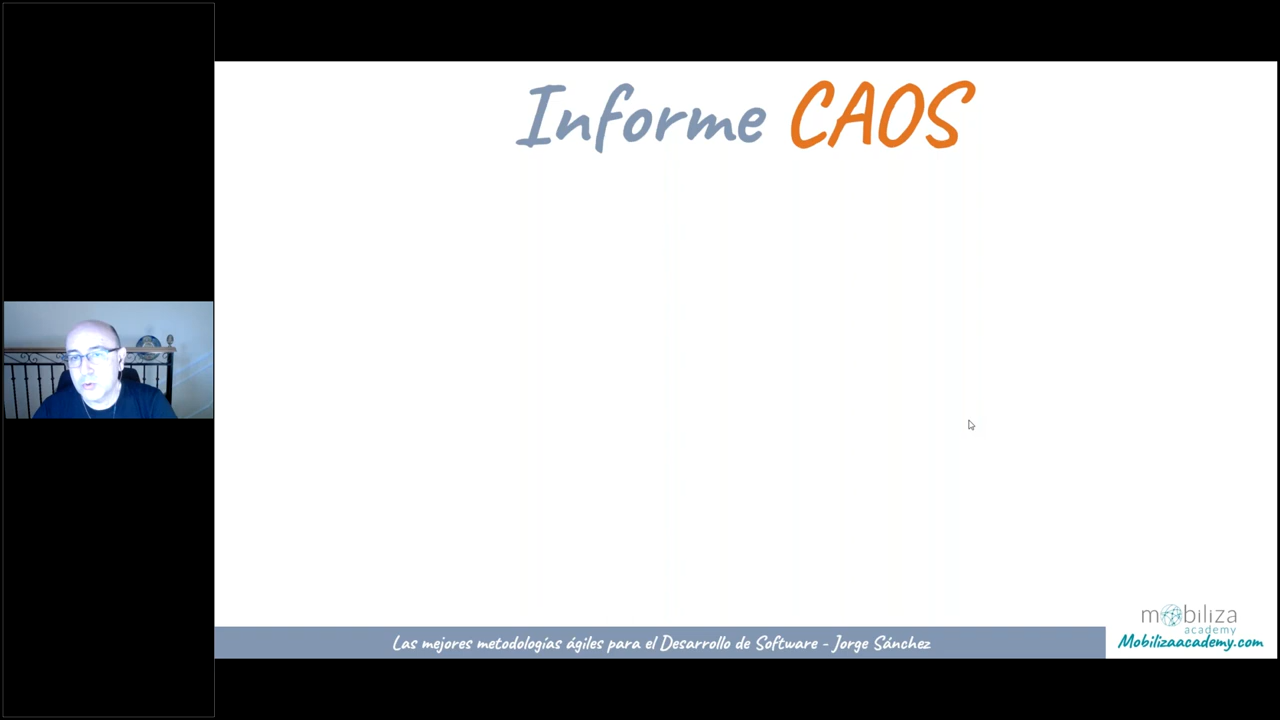 Informe CAOS
mobiliza
academy
Mobilizaacademy.com
Las mejores metodologías ágiles para el Desarrollo de Software - Jorge Sánchez